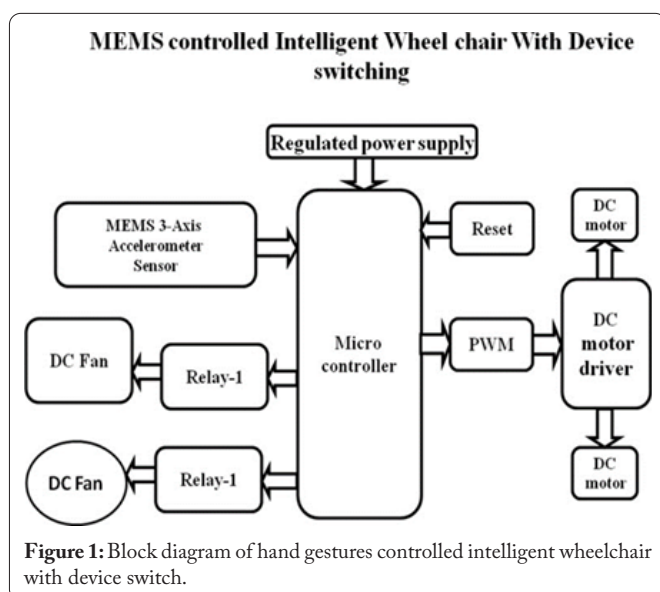 MEMS controlled Intelligent Wheel chair With Device
switching
Regulated power supply
MEMS 3-Axis
Accelerometer
Sensor
Reset
DC
motor
Micro
controller
PWM
DC
motor
driver
DC Fan
Relay-1
DC Fan
Relay-1
DC
motor
Figure 1: Block diagram of hand gestures controlled intelligent wheelchair
with device switch.